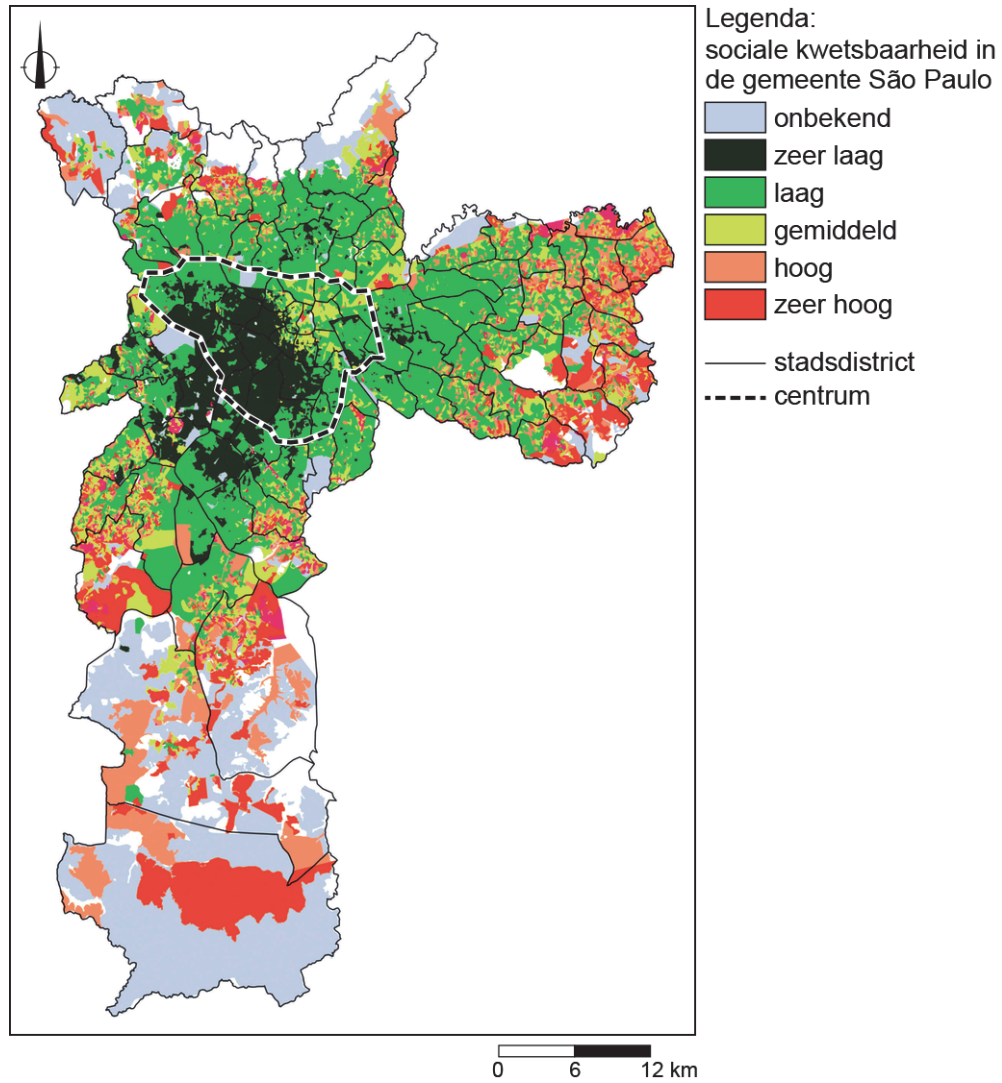 Legenda:
sociale kwetsbaarheid in
de gemeente São Paulo
onbekend
zeer laag
laag
gemiddeld
hoog
zeer hoog
stadsdistrict
centrum
0 6 12 km